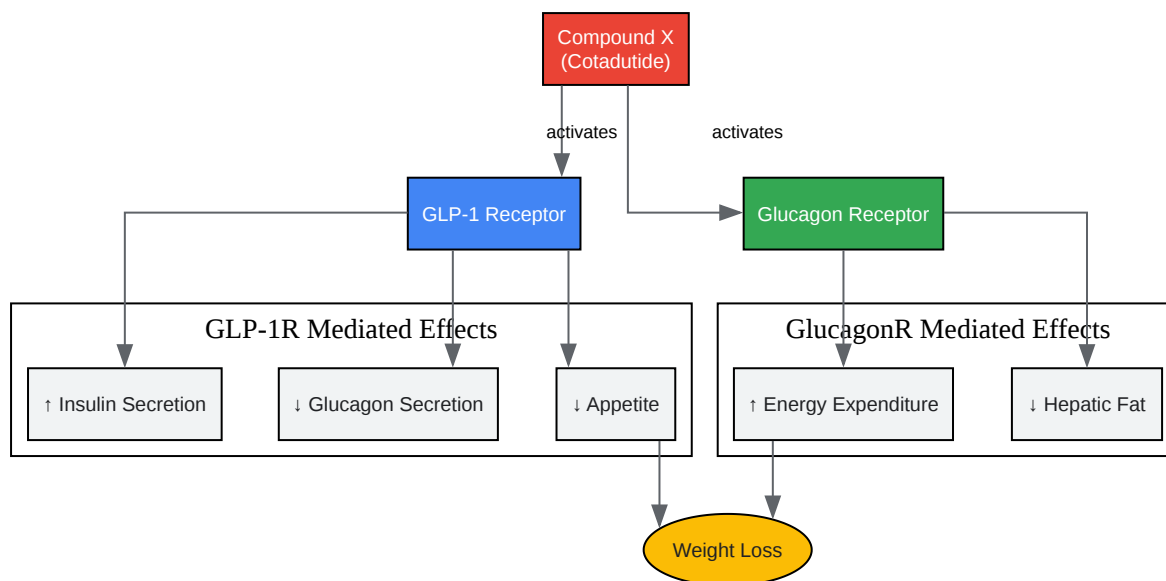 Compound X
(Cotadutide)
activates
activates
GLP-1 Receptor
Glucagon Receptor
GLP-1R Mediated Effects
GlucagonR Mediated Effects
↑ Insulin Secretion
↓ Glucagon Secretion
↓ Appetite
↑ Energy Expenditure
↓ Hepatic Fat
Weight Loss